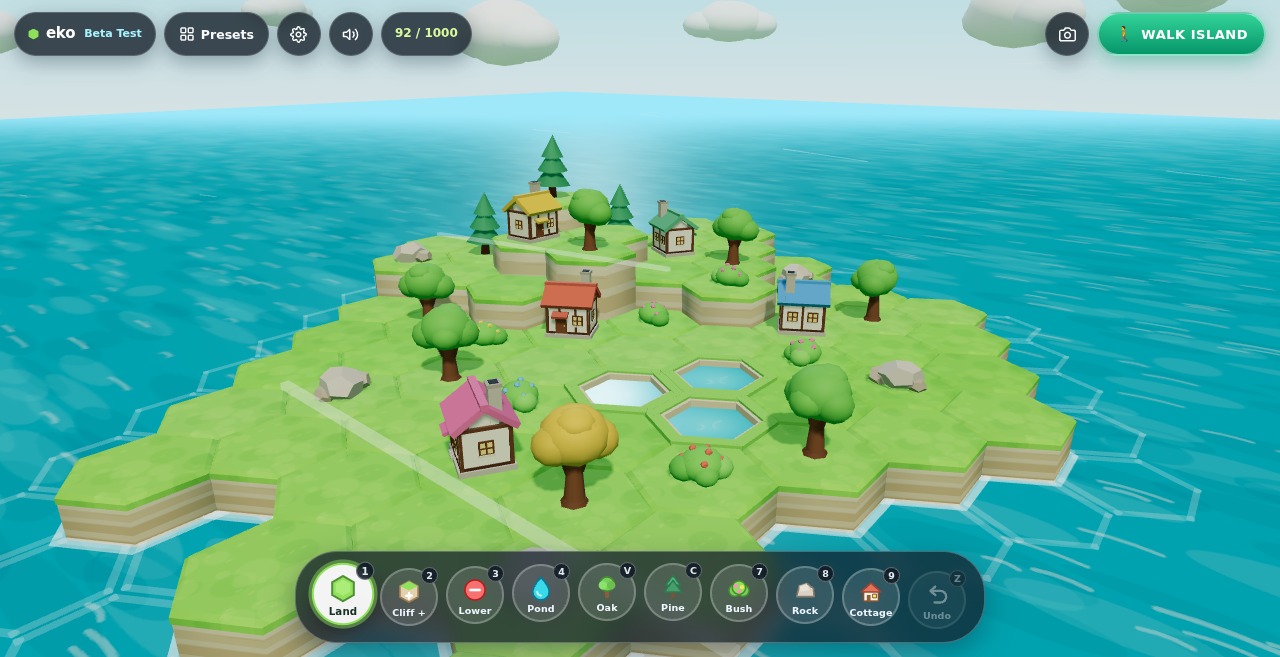 eko Beta Test
Presets
92 / 1000
WALK ISLAND
1
Land
2
Cliff +
3
Lower
4
Pond
V
Oak
C
Pine
7
Bush
8
Rock
9
Cottage
Z
Undo